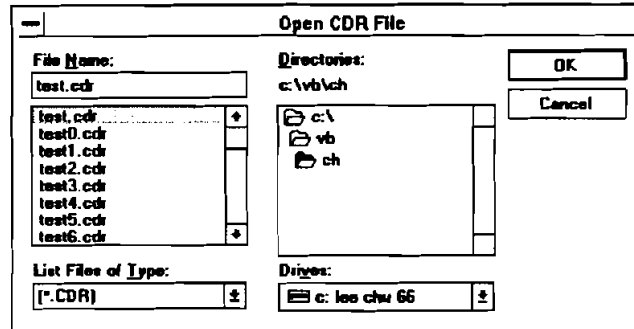 Open CDR File
File Name:
test.cdr
test.cdr
test0.cdr
test1.cdr
test2.cdr
test3.cdr
test4.cdr
test5.cdr
test6.cdr
List Files of Type:
(*.CDR)
Directories:
c:\vb\ch
c:\
vb
ch
Drives:
c: lee chu 66
OK
Cancel